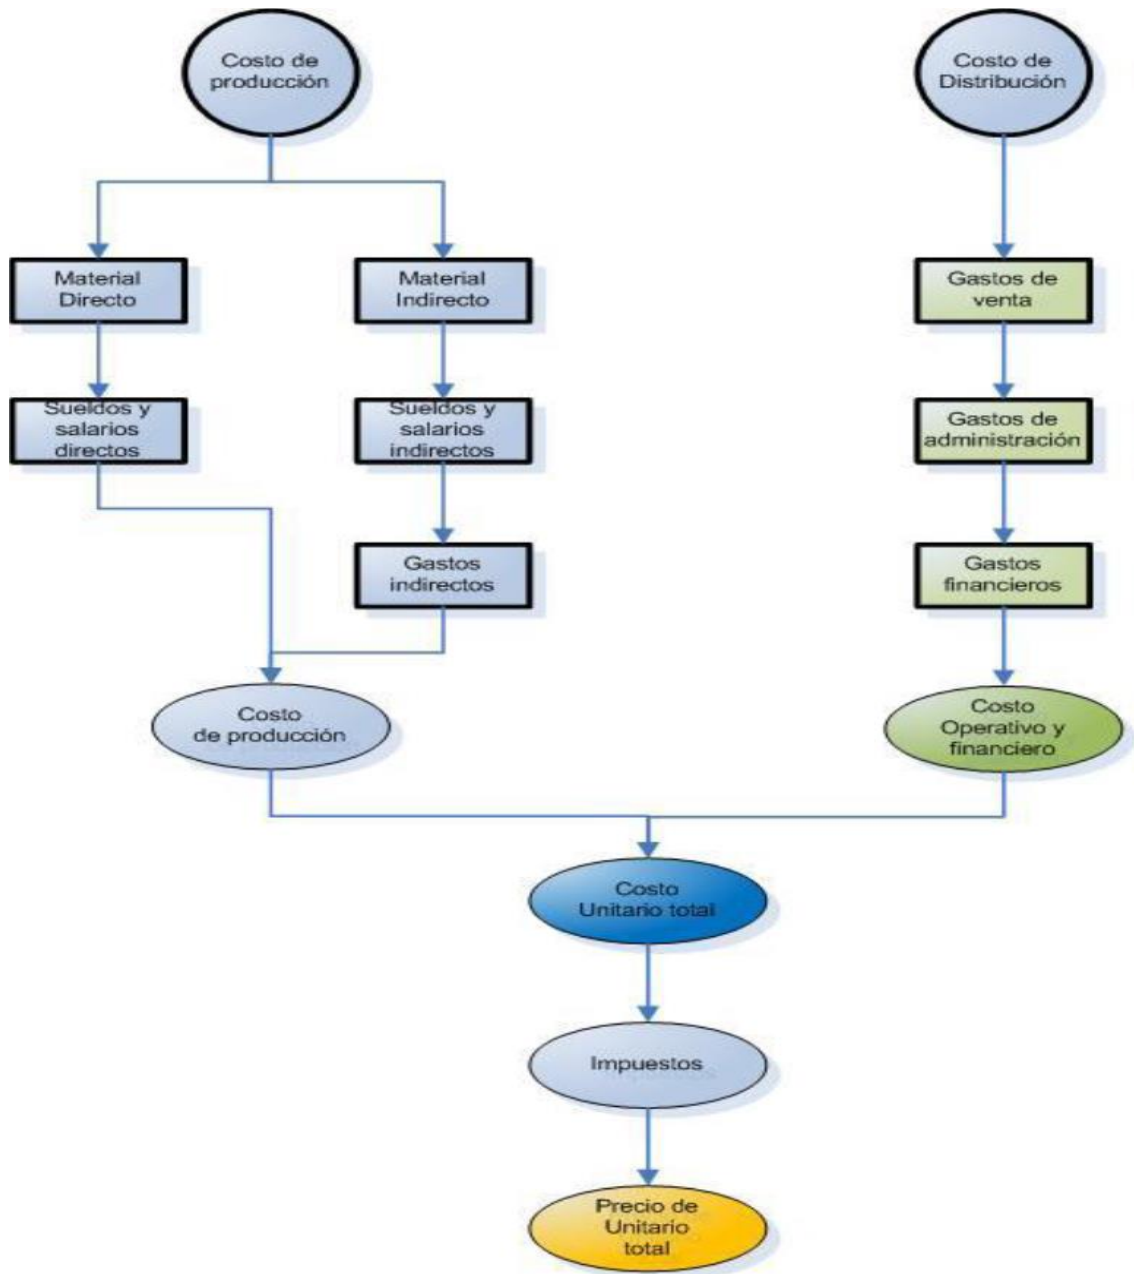 Costo de
producción
Costo de
Distribución
Material
Directo
Material
Indirecto
Gastos de
venta
Sueldos y
salarios
directos
Sueldos y
salarios
indirectos
Gastos de
administración
Gastos
indirectos
Gastos
financieros
Costo
de producción
Costo
Operativo y
financiero
Costo
Unitario total
Impuestos
Precio de
Unitario
total